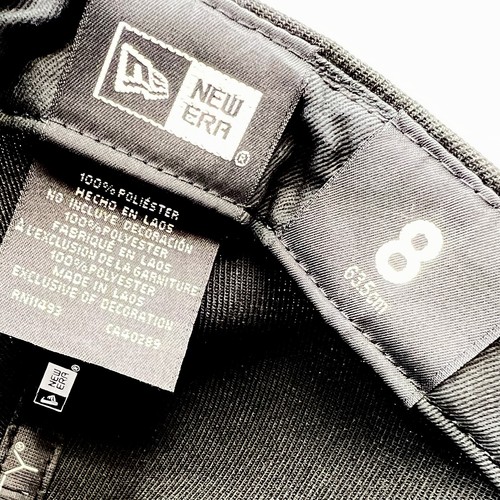 NEW
ERA
®
100% POLIÉSTER
HECHO EN LAOS
NO INCLUYE DECORACIÓN
100% POLYESTER
FABRIQUÉ EN LAOS
À L'EXCLUSION DE LA GARNITURE
100% POLYESTER
MADE IN LAOS
EXCLUSIVE OF DECORATION
RN11493 CA40289
8
63.5cm
NEW
ERA
®